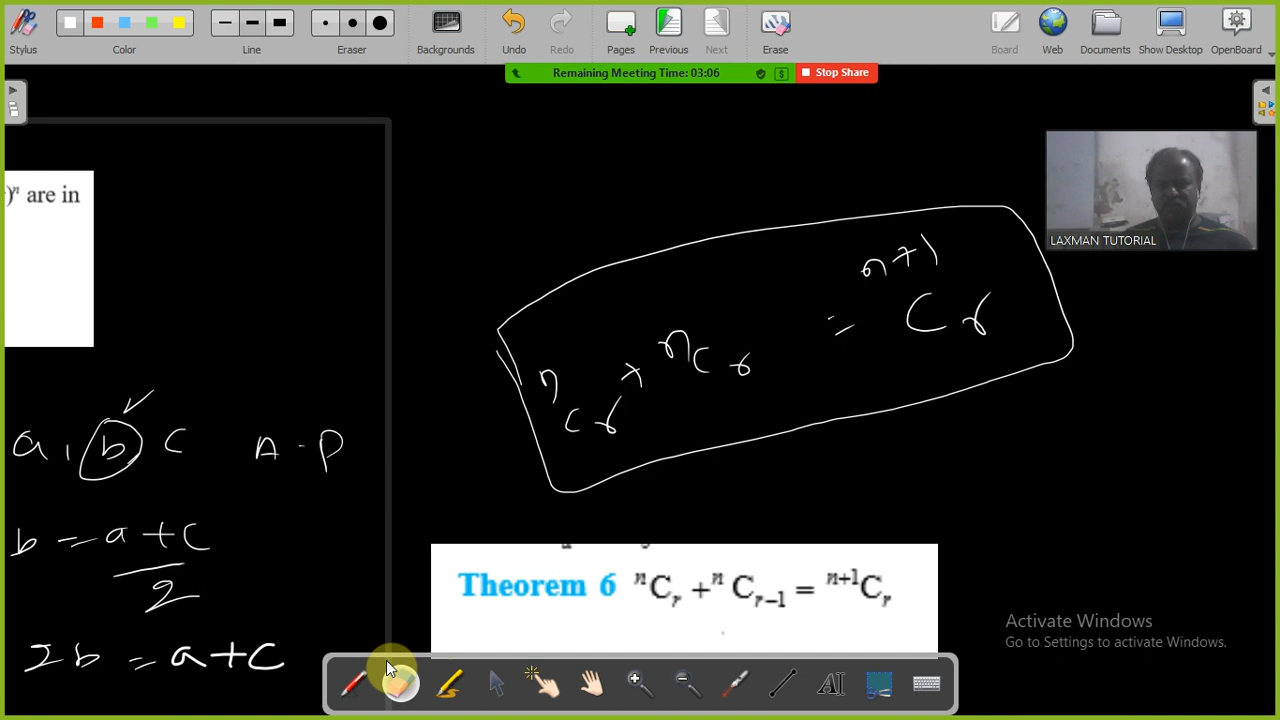 Stylus Color Line Eraser Backgrounds Undo Redo Pages Previous Next Erase Board Web Documents Show Desktop OpenBoard
Remaining Meeting Time: 03:06 $ Stop Share
)ⁿ are in
LAXMAN TUTORIAL
ⁿCᵣ + ⁿCᵣ = ⁿ⁺¹Cᵣ
a, b C A - P
b = a + C
2
2b = a + C
Theorem 6 ⁿCᵣ + ⁿCᵣ₋₁ = ⁿ⁺¹Cᵣ
Activate Windows
Go to Settings to activate Windows.
AI